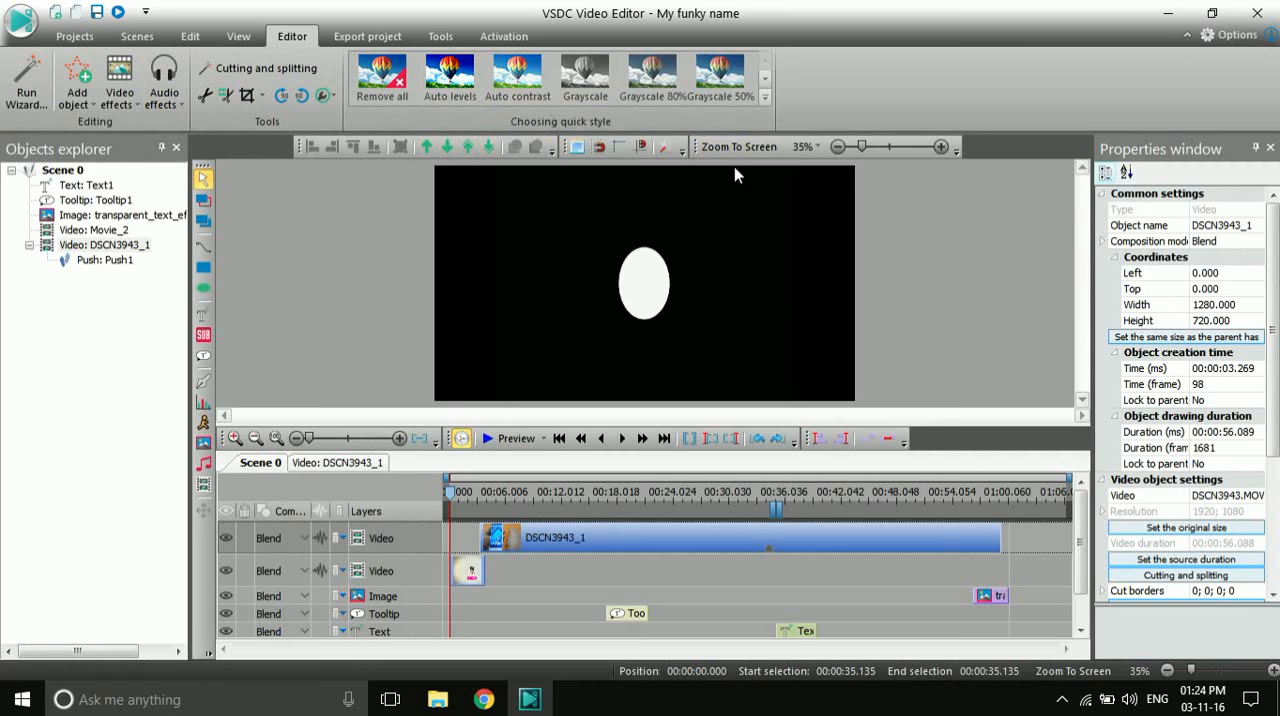 VSDC Video Editor - My funky name
Projects Scenes Edit View Editor Export project Tools Activation Options
Run Wizard... Add object Video effects Audio effects
Editing
Cutting and splitting
Tools
Remove all Auto levels Auto contrast Grayscale Grayscale 80% Grayscale 50%
Choosing quick style
Objects explorer
Scene 0
Text: Text1
Tooltip: Tooltip1
Image: transparent_text_ef
Video: Movie_2
Video: DSCN3943_1
Push: Push1
Zoom To Screen 35%
SUB
Properties window
Common settings
Type Video
Object name DSCN3943_1
Composition mode Blend
Coordinates
Left 0.000
Top 0.000
Width 1280.000
Height 720.000
Set the same size as the parent has
Object creation time
Time (ms) 00:00:03.269
Time (frame) 98
Lock to parent No
Object drawing duration
Duration (ms) 00:00:56.089
Duration (fram 1681
Lock to parent No
Video object settings
Video DSCN3943.MOV
Resolution 1920; 1080
Set the original size
Video duration 00:00:56.088
Set the source duration
Cutting and splitting
Cut borders 0; 0; 0; 0
Preview
Scene 0 Video: DSCN3943_1
000 00:06.006 00:12.012 00:18.018 00:24.024 00:30.030 00:36.036 00:42.042 00:48.048 00:54.054 01:00.060 01:06.
Com... Layers
Blend Video DSCN3943_1
Blend Video
Blend Image tra
Blend Tooltip Too
Blend Text Tex
Position: 00:00:00.000 Start selection: 00:00:35.135 End selection: 00:00:35.135 Zoom To Screen 35%
Ask me anything
ENG
01:24 PM
03-11-16